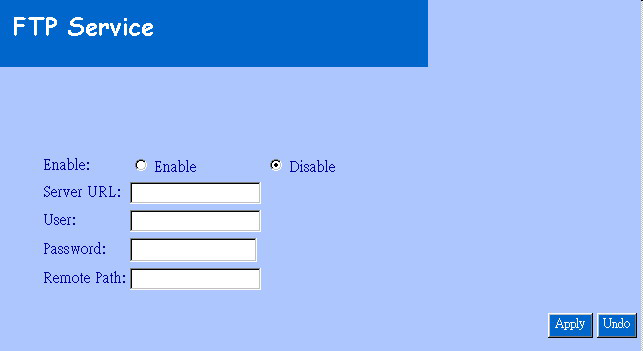 FTP Service
Enable: Enable Disable
Server URL:
User:
Password:
Remote Path:
Apply Undo